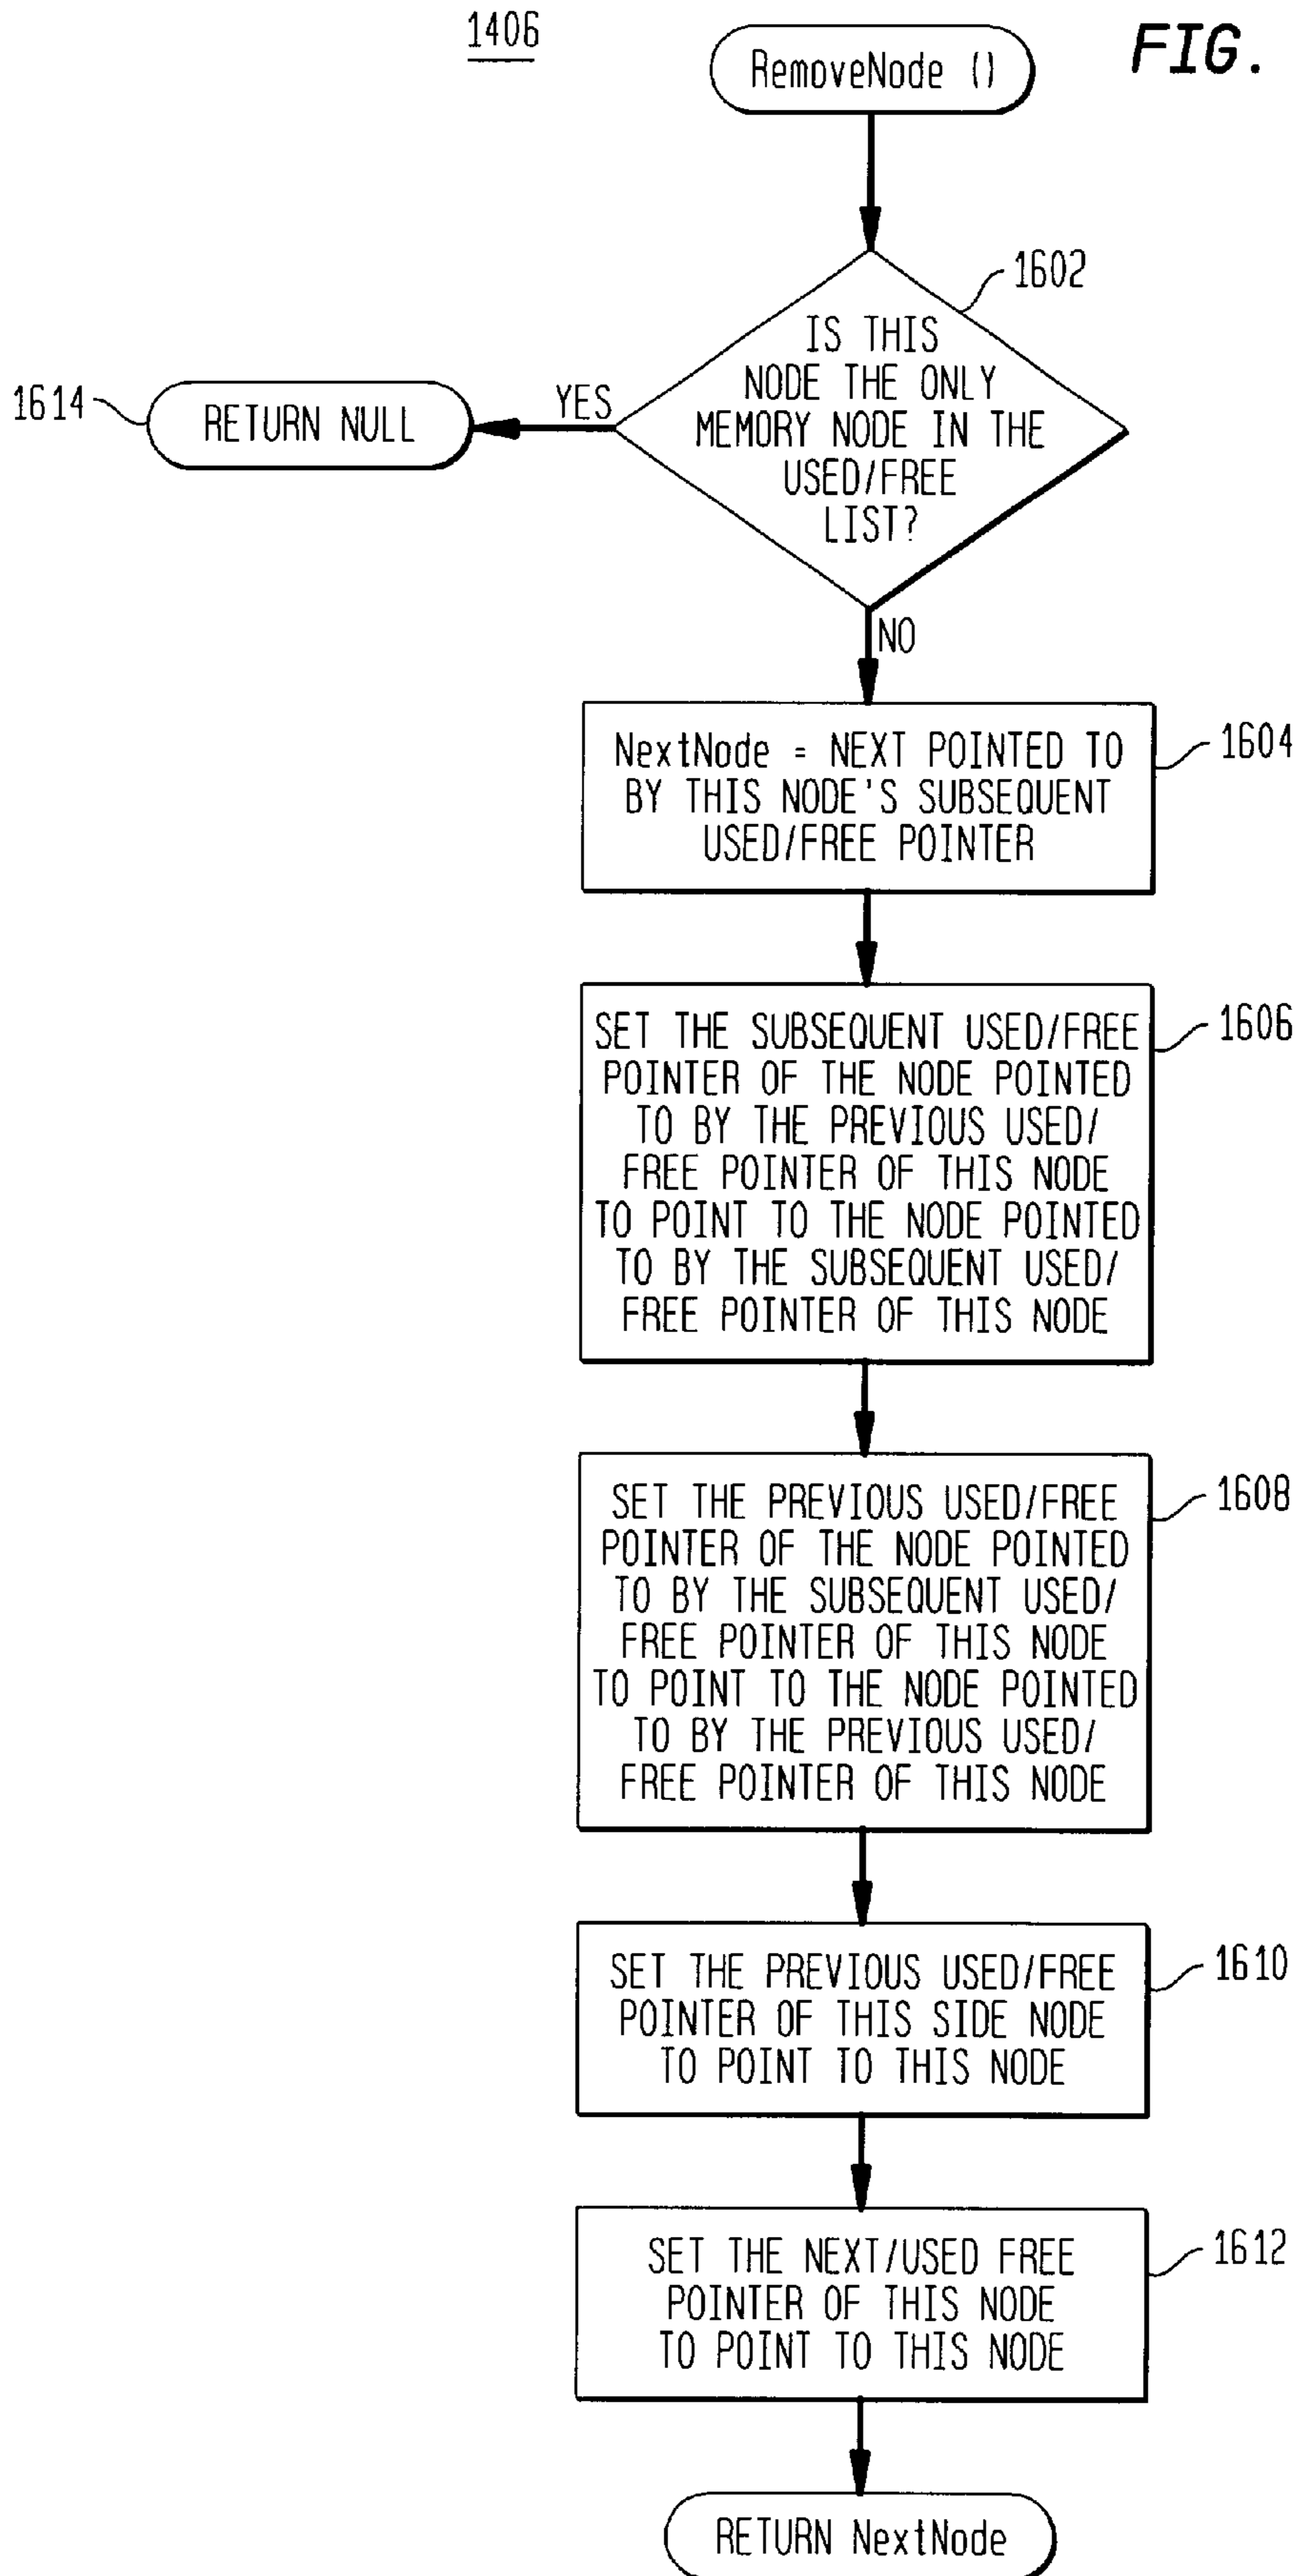 1406
RemoveNode ()
FIG.
1602
IS THIS
NODE THE ONLY
MEMORY NODE IN THE
USED/FREE
LIST?
1614
RETURN NULL
YES
NO
NextNode = NEXT POINTED TO
BY THIS NODE'S SUBSEQUENT
USED/FREE POINTER
1604
SET THE SUBSEQUENT USED/FREE
POINTER OF THE NODE POINTED
TO BY THE PREVIOUS USED/
FREE POINTER OF THIS NODE
TO POINT TO THE NODE POINTED
TO BY THE SUBSEQUENT USED/
FREE POINTER OF THIS NODE
1606
SET THE PREVIOUS USED/FREE
POINTER OF THE NODE POINTED
TO BY THE SUBSEQUENT USED/
FREE POINTER OF THIS NODE
TO POINT TO THE NODE POINTED
TO BY THE PREVIOUS USED/
FREE POINTER OF THIS NODE
1608
SET THE PREVIOUS USED/FREE
POINTER OF THIS SIDE NODE
TO POINT TO THIS NODE
1610
SET THE NEXT/USED FREE
POINTER OF THIS NODE
TO POINT TO THIS NODE
1612
RETURN NextNode